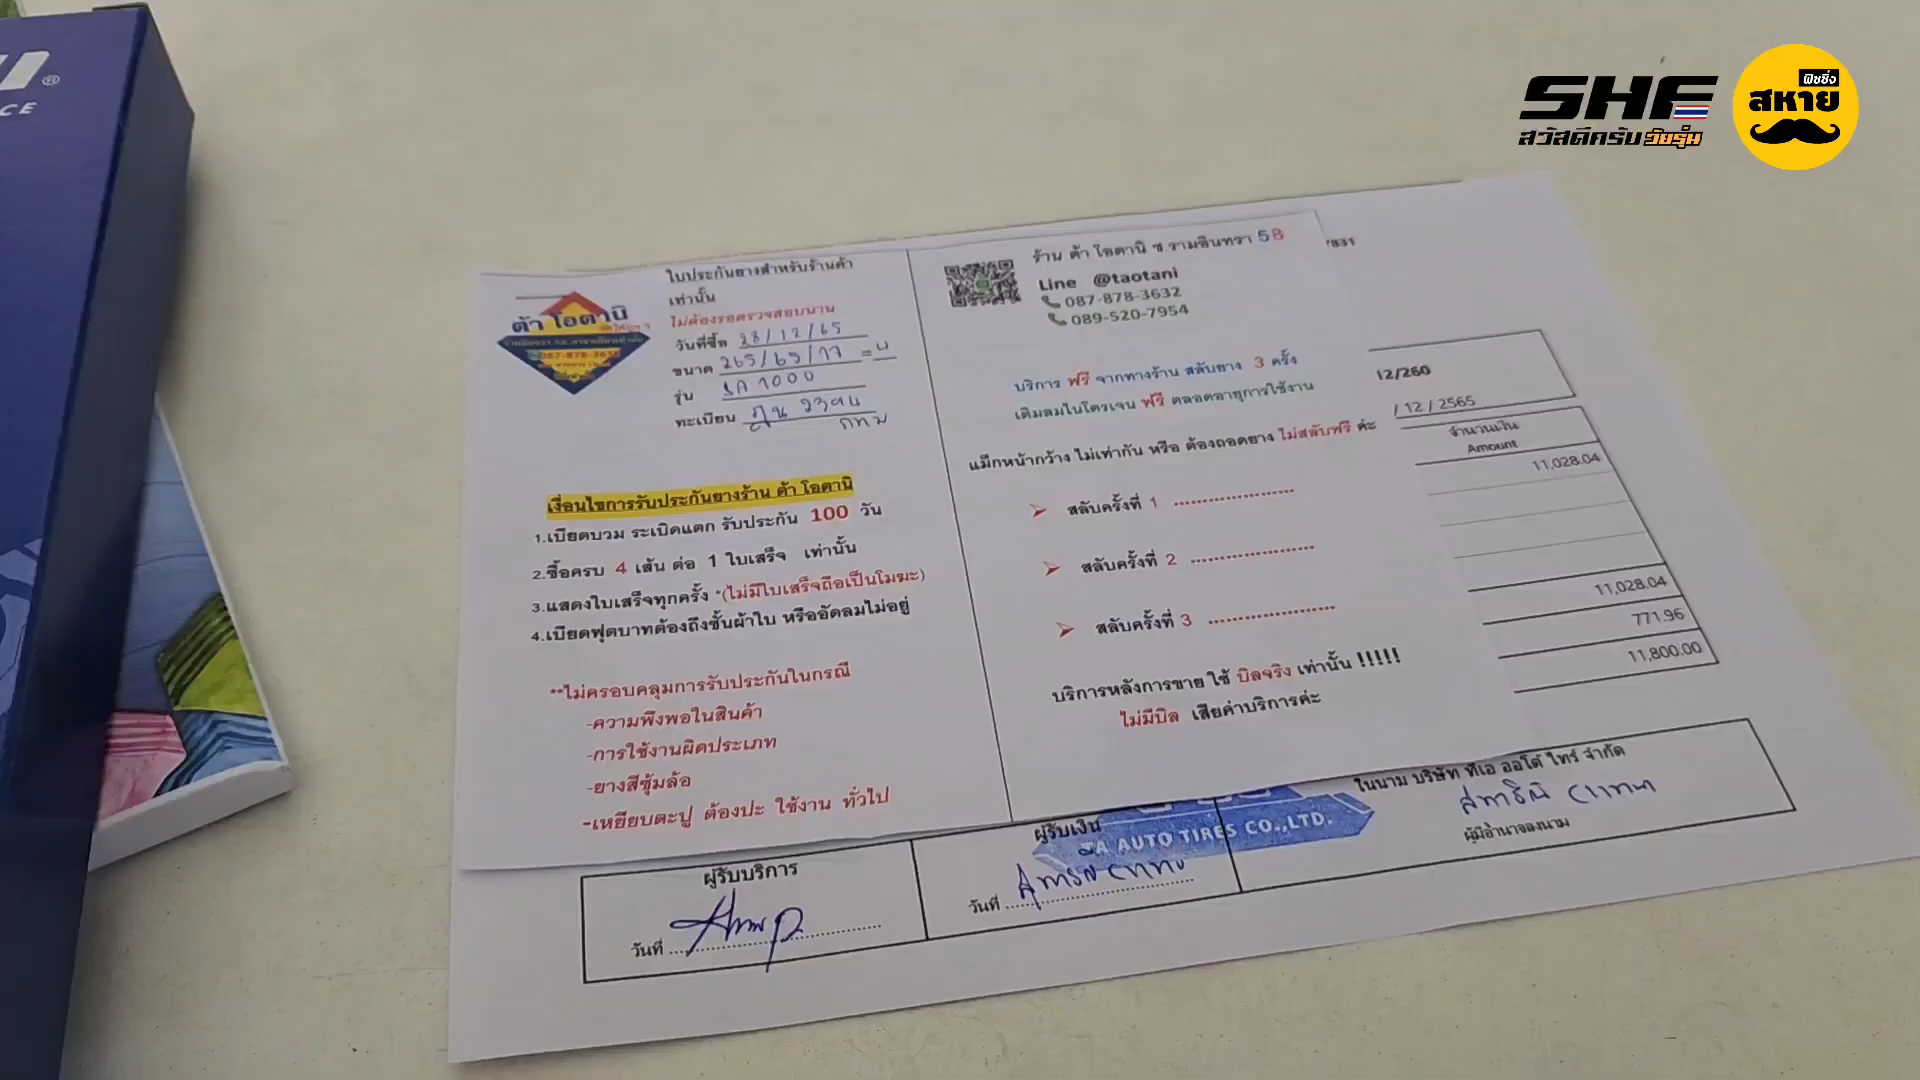 SHF
สวัสดีครับวัยรุ่น
ฟิชชิ่ง
สหาย
®
CE
ต้า โอตานิ
087-878-3632
ใบประกันยางสำหรับร้านต้า
เท่านั้น
ไม่ต้องรอตรวจสอบนาน
วันที่ซื้อ 23/12/65
ขนาด 265/65/17 = 4
รุ่น SA 1000
ทะเบียน
กทม
เงื่อนไขการรับประกันยางร้าน ต้า โอตานิ
1.เบียดบวม ระเบิดแตก รับประกัน 100 วัน
2.ซื้อครบ 4 เส้น ต่อ 1 ใบเสร็จ เท่านั้น
3.แสดงใบเสร็จทุกครั้ง *(ไม่มีใบเสร็จถือเป็นโมฆะ)
4.เบียดฟุตบาทต้องถึงชั้นผ้าใบ หรืออัดลมไม่อยู่
**ไม่ครอบคลุมการรับประกันในกรณี
-ความพึงพอในสินค้า
-การใช้งานผิดประเภท
-ยางสีซุ้มล้อ
-เหยียบตะปู ต้องปะ ใช้งาน ทั่วไป
ร้าน ต้า โอตานิ ซ รามอินทรา 58
Line @taotani
087-878-3632
089-520-7954
บริการ ฟรี จากทางร้าน สลับยาง 3 ครั้ง
เติมลมไนโตรเจน ฟรี ตลอดอายุการใช้งาน
แม็กหน้ากว้าง ไม่เท่ากัน หรือ ต้องถอดยาง ไม่สลับฟรี ค่ะ
➢ สลับครั้งที่ 1 .....................
➢ สลับครั้งที่ 2 .....................
➢ สลับครั้งที่ 3 .....................
บริการหลังการขาย ใช้ บิลจริง เท่านั้น !!!!!
ไม่มีบิล เสียค่าบริการค่ะ
7831
12/260
/ 12 / 2565
จำนวนเงิน
Amount
11,028.04
11,028.04
771.96
11,800.00
ในนาม บริษัท ทีเอ ออโต้ ไทร์ จำกัด
ผู้มีอำนาจลงนาม
ผู้รับเงิน
TA AUTO TIRES CO.,LTD.
วันที่
ผู้รับบริการ
วันที่